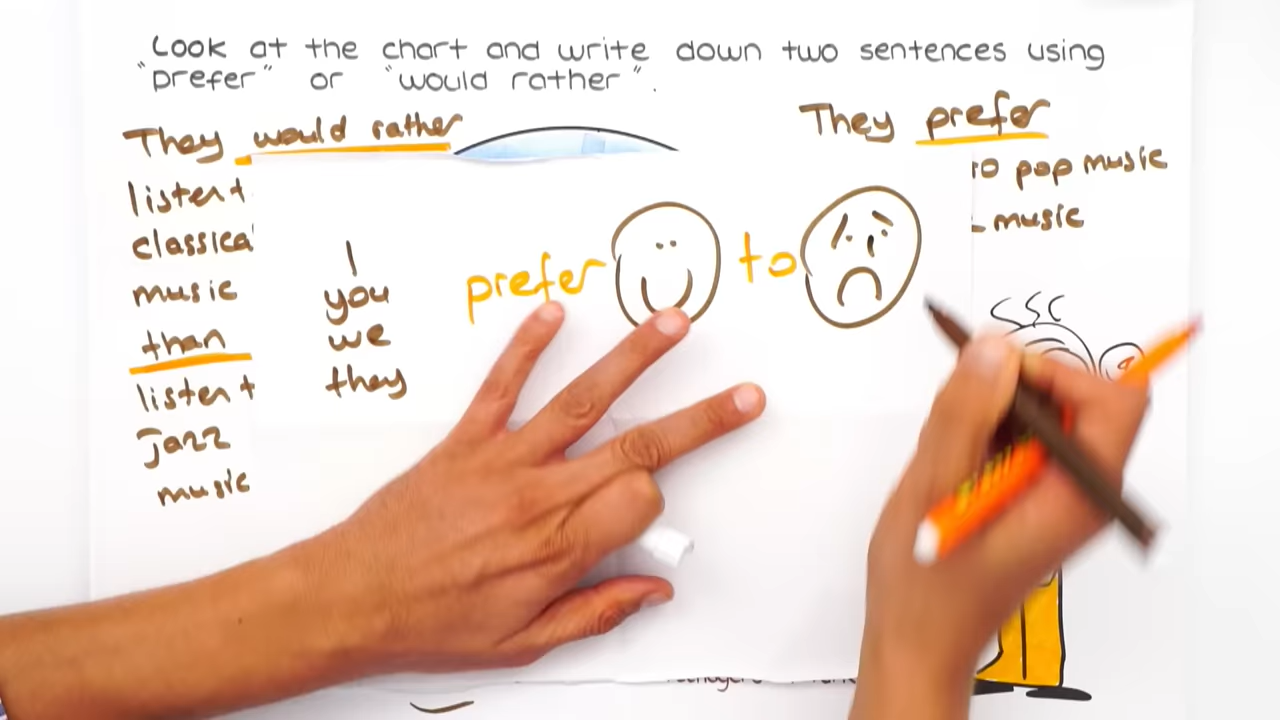 Look at the chart and write down two sentences using
"prefer" or "would rather".
They would rather
listen t
classica
music
than
listen t
jazz
music
I
you
we
they
prefer to
They prefer
to pop music
music